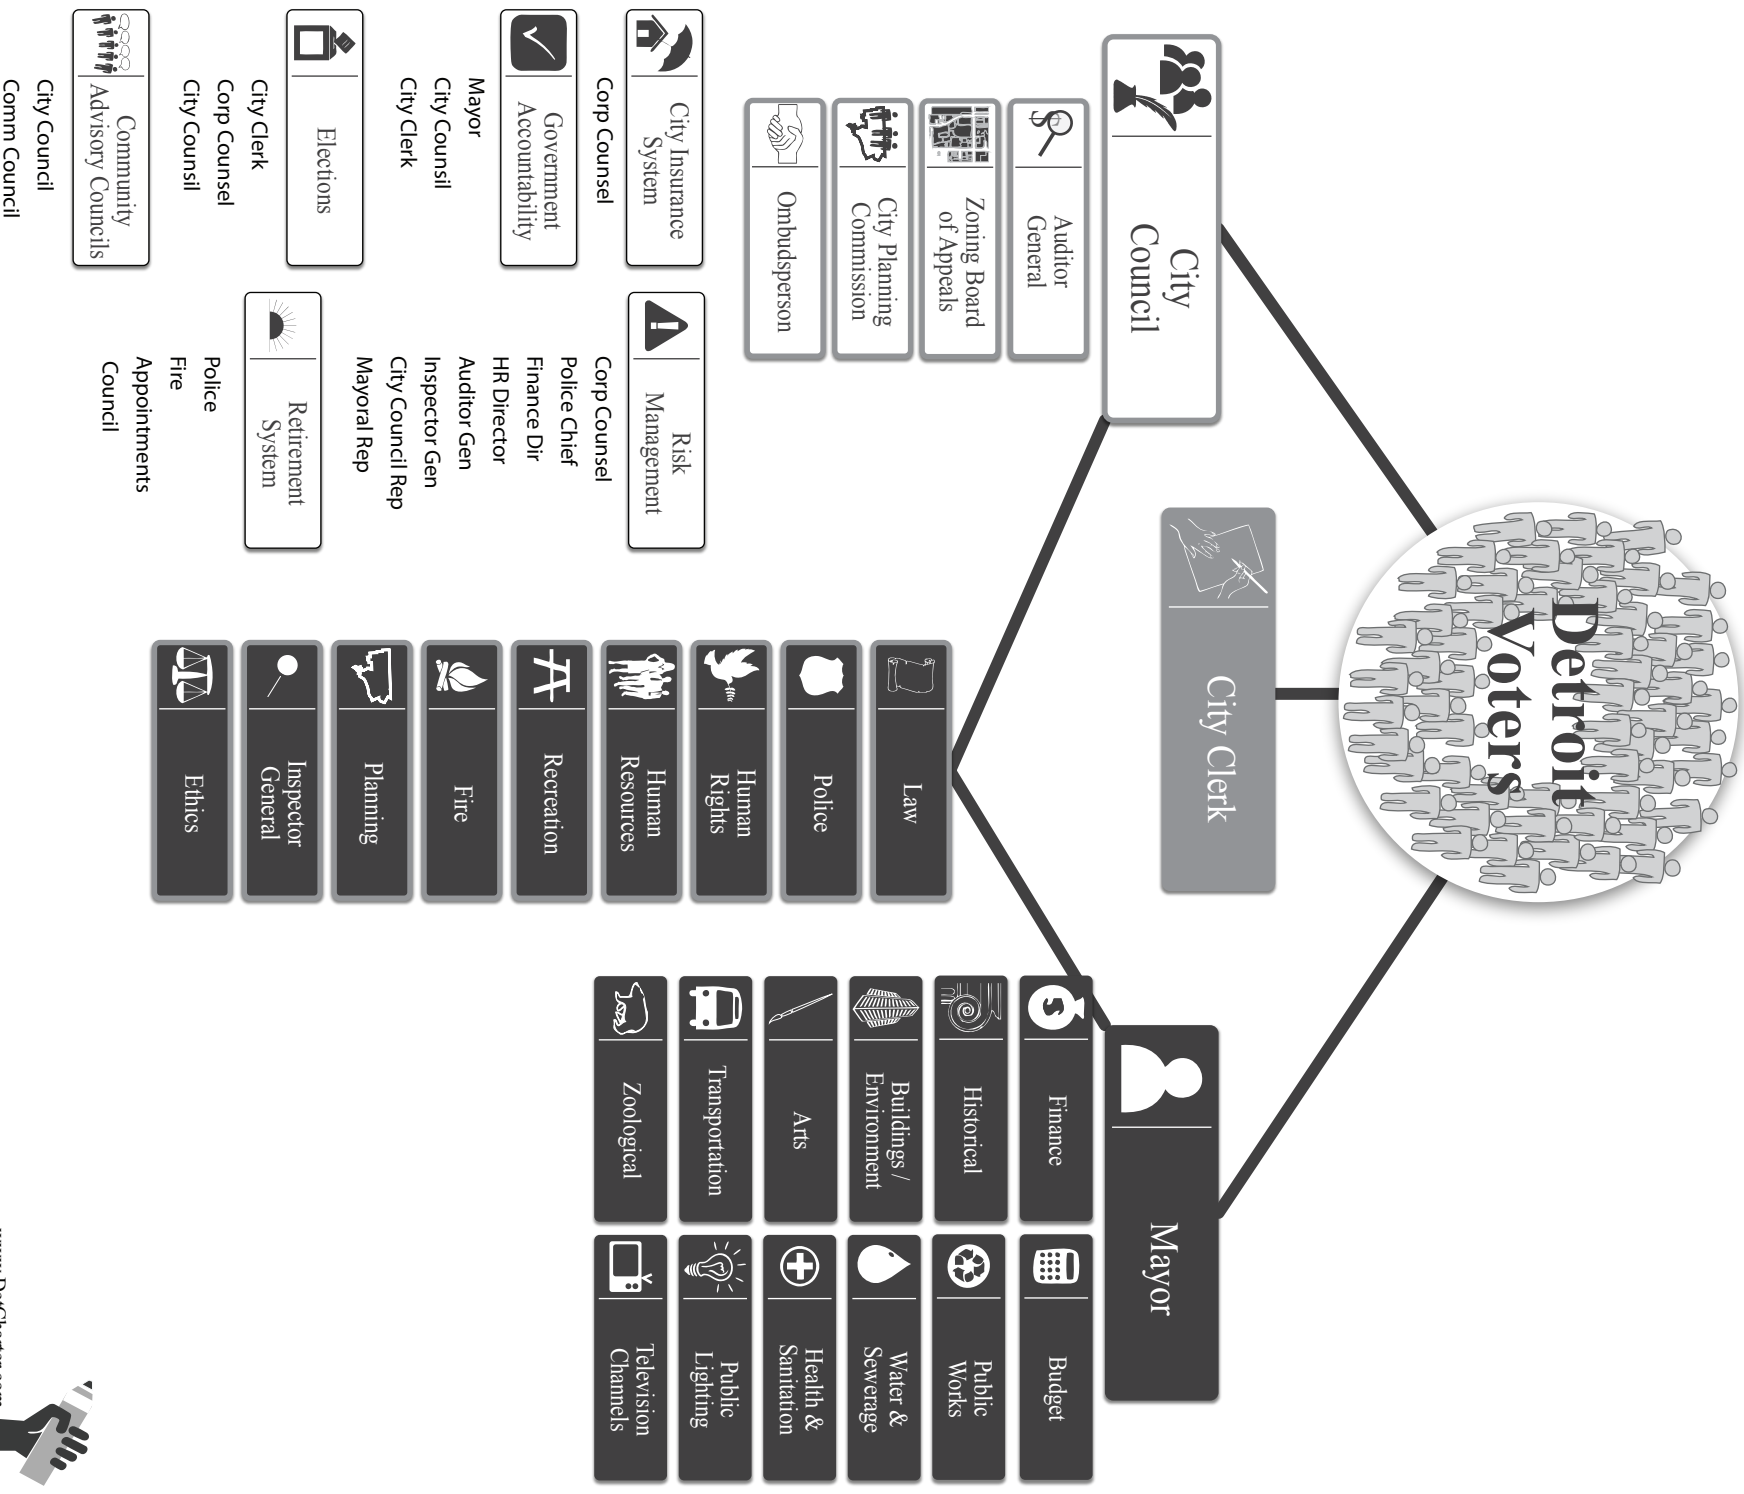 Detroit
Voters
City
Council
City Clerk
Mayor
Auditor
General
Zoning Board
of Appeals
City Planning
Commission
Ombudsperson
Law
Police
Human
Rights
Human
Resources
Recreation
Fire
Planning
Inspector
General
Ethics
Finance
Budget
Historical
Public
Works
Buildings /
Environment
Water &
Sewerage
Arts
Health &
Sanitation
Transportation
Public
Lighting
Zoological
Television
Channels
City Insurance
System
Corp Counsel
Risk
Management
Corp Counsel
Police Chief
Finance Dir
HR Director
Auditor Gen
Inspector Gen
City Council Rep
Mayoral Rep
Government
Accountability
Mayor
City Counsil
City Clerk
Elections
City Clerk
Corp Counsel
City Counsil
Retirement
System
Police
Fire
Appointments
Council
Community
Advisory Councils
City Council
Comm Council